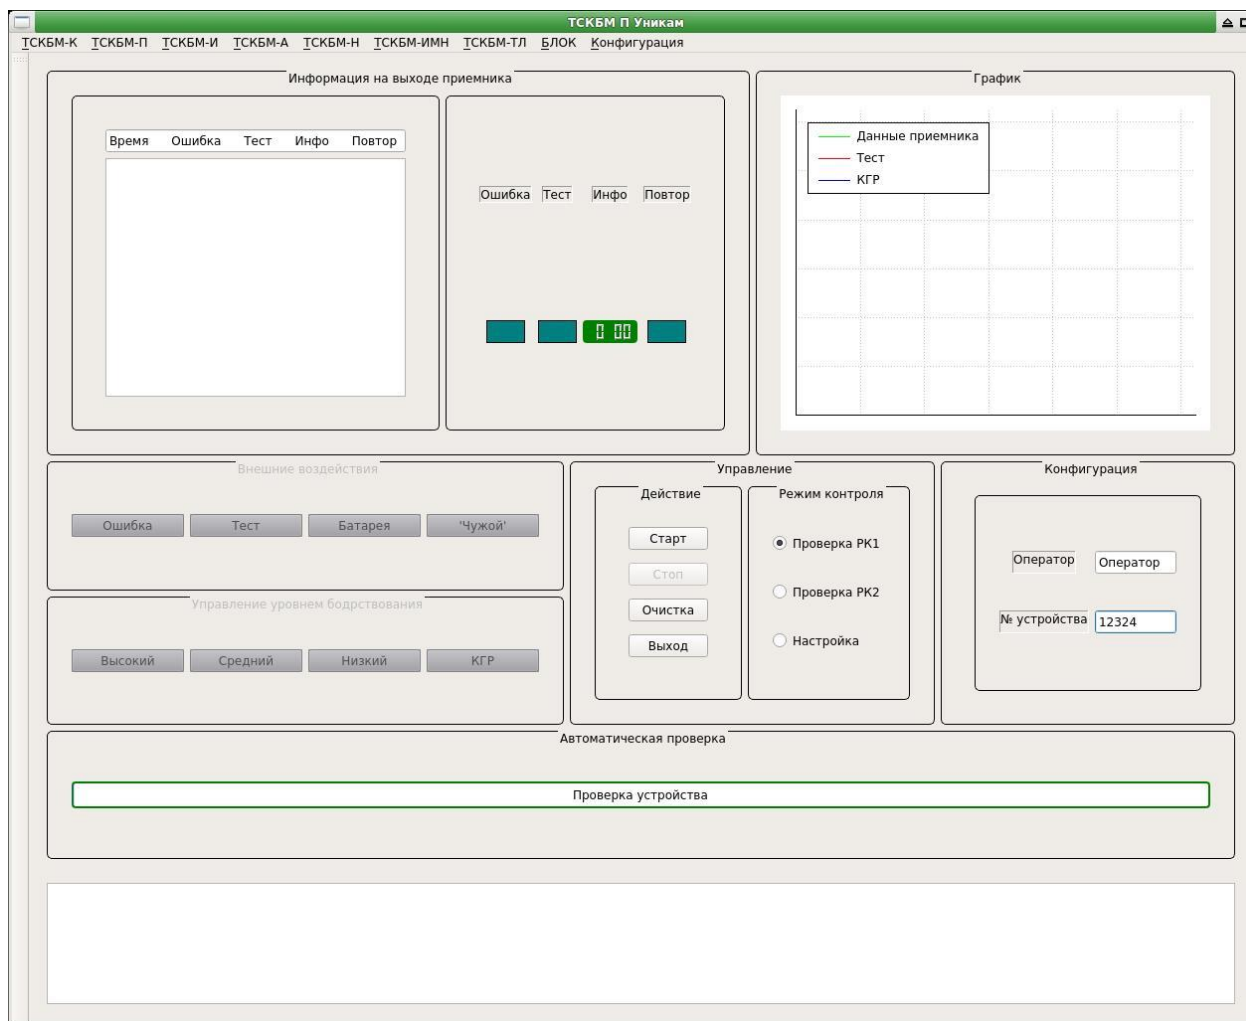 ТСКБМ П Уникам
ТСКБМ-К ТСКБМ-П ТСКБМ-И ТСКБМ-А ТСКБМ-Н ТСКБМ-ИМН ТСКБМ-ТЛ БЛОК Конфигурация
Информация на выходе приемника
Время Ошибка Тест Инфо Повтор
Ошибка Тест Инфо Повтор
0 00
График
Данные приемника
Тест
КГР
Внешние воздействия
Ошибка Тест Батарея 'Чужой'
Управление уровнем бодрствования
Высокий Средний Низкий КГР
Управление
Действие
Старт
Стоп
Очистка
Выход
Режим контроля
Проверка РК1
Проверка РК2
Настройка
Конфигурация
Оператор Оператор
№ устройства 12324
Автоматическая проверка
Проверка устройства